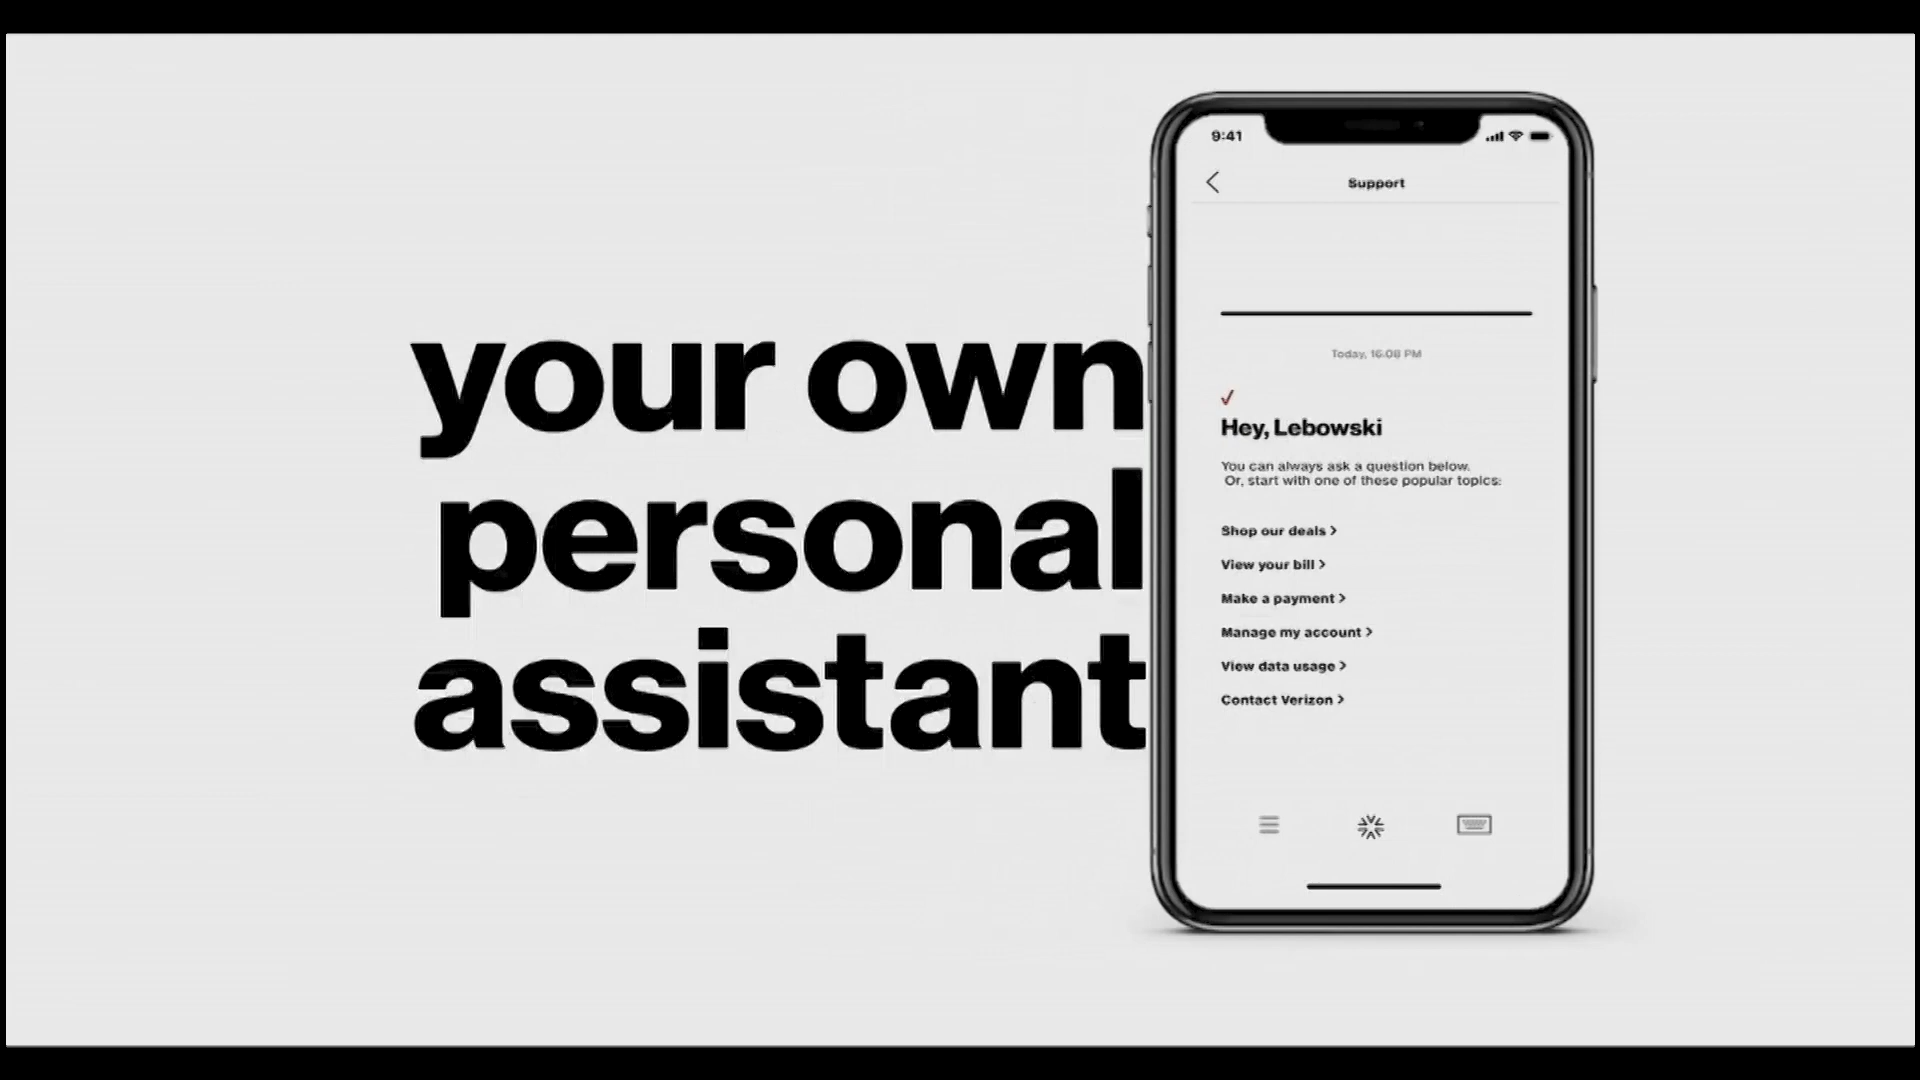 your own
personal
assistant
9:41
Support
Today, 16:08 PM
Hey, Lebowski
You can always ask a question below.
Or, start with one of these popular topics:
Shop our deals >
View your bill >
Make a payment >
Manage my account >
View data usage >
Contact Verizon >